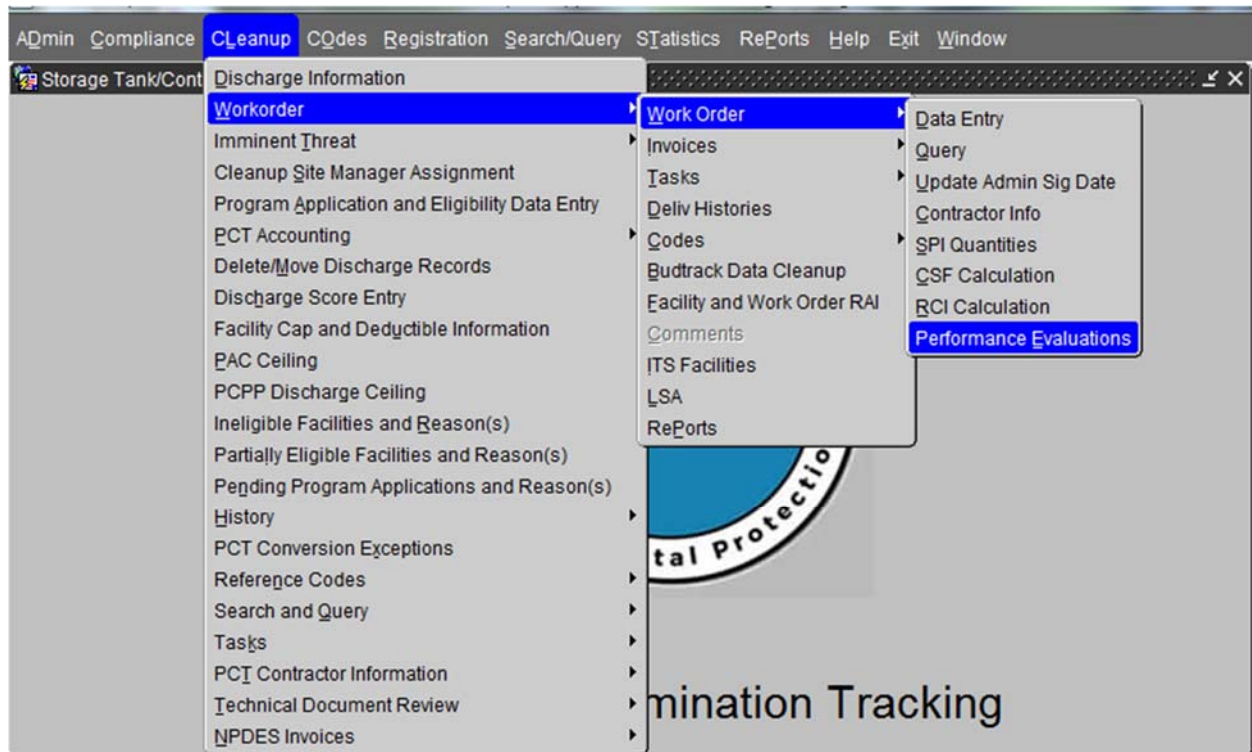 ADmin Compliance CLeanup COdes Registration Search/Query STatistics RePorts Help Exit Window
Storage Tank/Cont
Discharge Information
Workorder
Imminent Threat
Cleanup Site Manager Assignment
Program Application and Eligibility Data Entry
PCT Accounting
Delete/Move Discharge Records
Discharge Score Entry
Facility Cap and Deductible Information
PAC Ceiling
PCPP Discharge Ceiling
Ineligible Facilities and Reason(s)
Partially Eligible Facilities and Reason(s)
Pending Program Applications and Reason(s)
History
PCT Conversion Exceptions
Reference Codes
Search and Query
Tasks
PCT Contractor Information
Technical Document Review
NPDES Invoices
Work Order
Invoices
Tasks
Deliv Histories
Codes
Budtrack Data Cleanup
Facility and Work Order RAI
Comments
ITS Facilities
LSA
RePorts
Data Entry
Query
Update Admin Sig Date
Contractor Info
SPI Quantities
CSF Calculation
RCI Calculation
Performance Evaluations
tal Protectio
mination Tracking